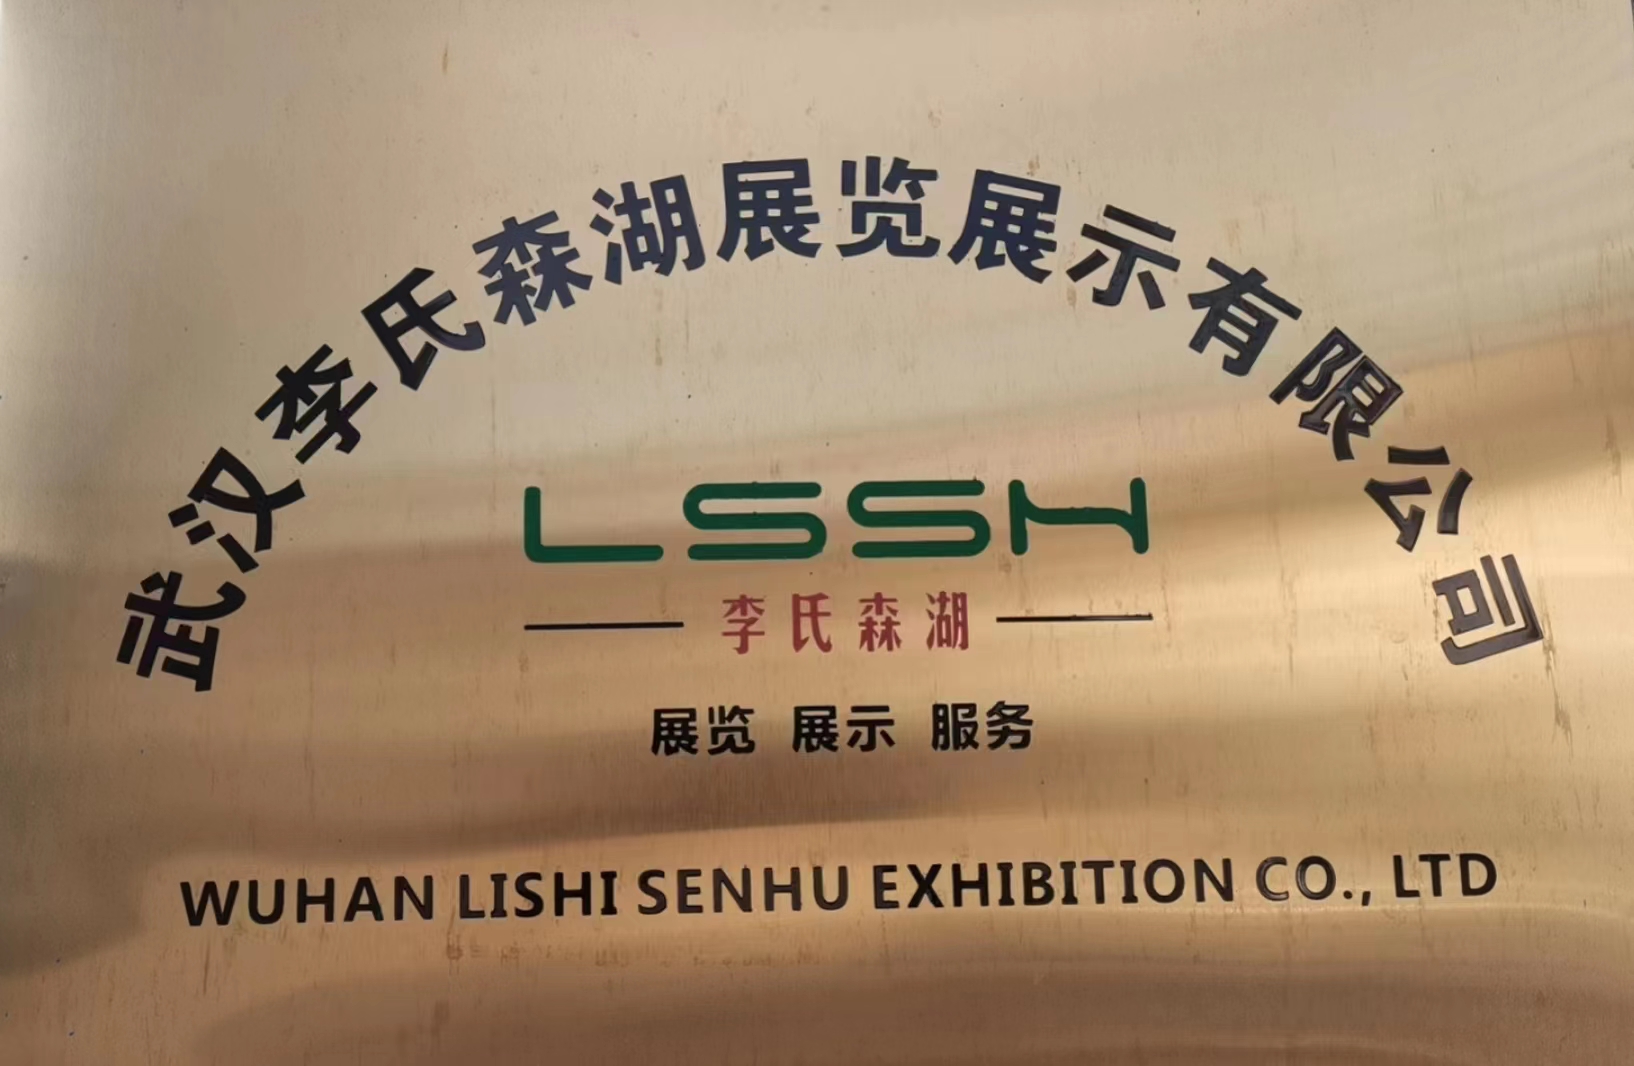 武汉李氏森湖展览展示有限公司
LSSH
李氏森湖
展览 展示 服务
WUHAN LISHI SENHU EXHIBITION CO., LTD